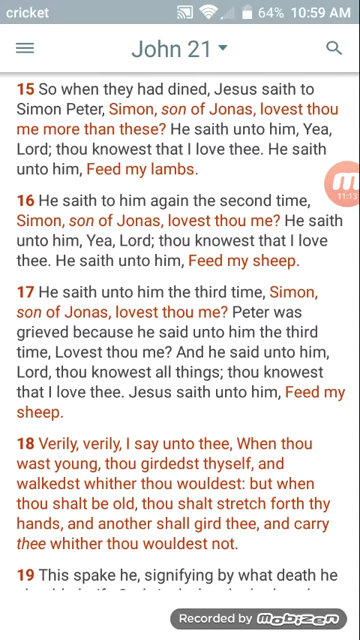 cricket 64% 10:59 AM
John 21
15 So when they had dined, Jesus saith to
Simon Peter, Simon, son of Jonas, lovest thou
me more than these? He saith unto him, Yea,
Lord; thou knowest that I love thee. He saith
unto him, Feed my lambs.
11:13
16 He saith to him again the second time,
Simon, son of Jonas, lovest thou me? He saith
unto him, Yea, Lord; thou knowest that I love
thee. He saith unto him, Feed my sheep.
17 He saith unto him the third time, Simon,
son of Jonas, lovest thou me? Peter was
grieved because he said unto him the third
time, Lovest thou me? And he said unto him,
Lord, thou knowest all things; thou knowest
that I love thee. Jesus saith unto him, Feed my
sheep.
18 Verily, verily, I say unto thee, When thou
wast young, thou girdedst thyself, and
walkedst whither thou wouldest: but when
thou shalt be old, thou shalt stretch forth thy
hands, and another shall gird thee, and carry
thee whither thou wouldest not.
19 This spake he, signifying by what death he
Recorded by Mobizen